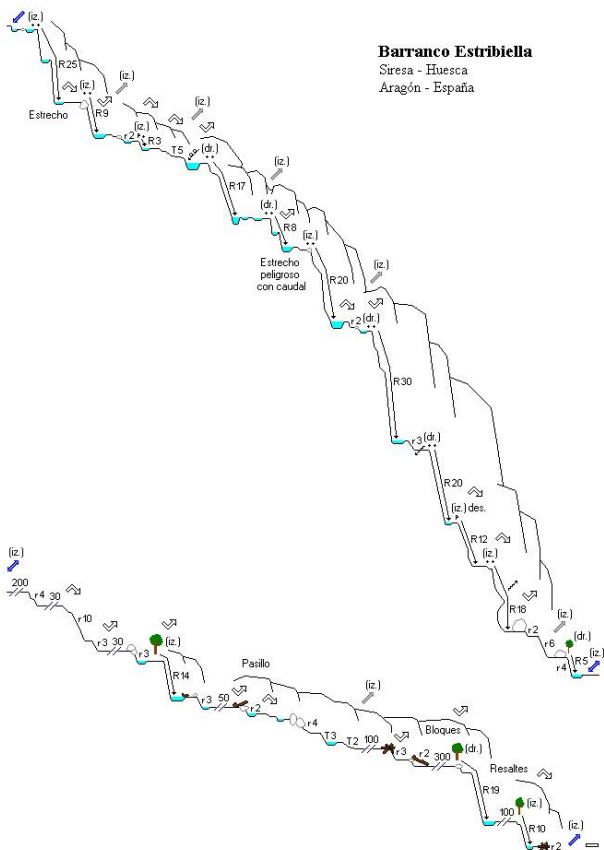 Barranco Estribiella
Siresa - Huesca
Aragón - España
(iz.)
R25
Estrecho
(iz.)
(iz.)
R9
r2
(iz.)
R3
T5
(iz.)
(dr.)
R17
(iz.)
(dr.)
R8
(iz.)
Estrecho
peligroso
con caudal
R20
(iz.)
r2
(dr.)
R30
r3
(dr.)
R20
(iz.) des.
R12
(iz.)
R18
r2
(iz.)
r6
r4
(dr.)
R5
(iz.)
(iz.)
200
r4
30
r10
r3
30
r3
(iz.)
R14
r3
50
Pasillo
r2
r4
(iz.)
T3
T2
100
r3
Bloques
r2
300
(dr.)
R19
Resaltes
100
(iz.)
R10
r2
(iz.)